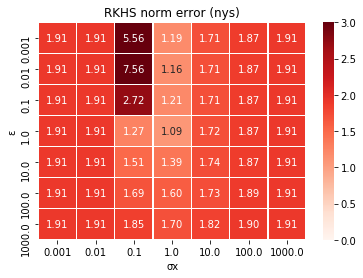 RKHS norm error (nys)
ε
0.001 1.91 1.91 5.56 1.19 1.71 1.87 1.91
0.01 1.91 1.91 7.56 1.16 1.71 1.87 1.91
0.1 1.91 1.91 2.72 1.21 1.71 1.87 1.91
1.0 1.91 1.91 1.27 1.09 1.72 1.87 1.91
10.0 1.91 1.91 1.51 1.39 1.74 1.87 1.91
100.0 1.91 1.91 1.69 1.60 1.73 1.89 1.91
1000.0 1.91 1.91 1.85 1.70 1.82 1.90 1.91
0.001 0.01 0.1 1.0 10.0 100.0 1000.0
σx
3.0
2.5
2.0
1.5
1.0
0.5
0.0